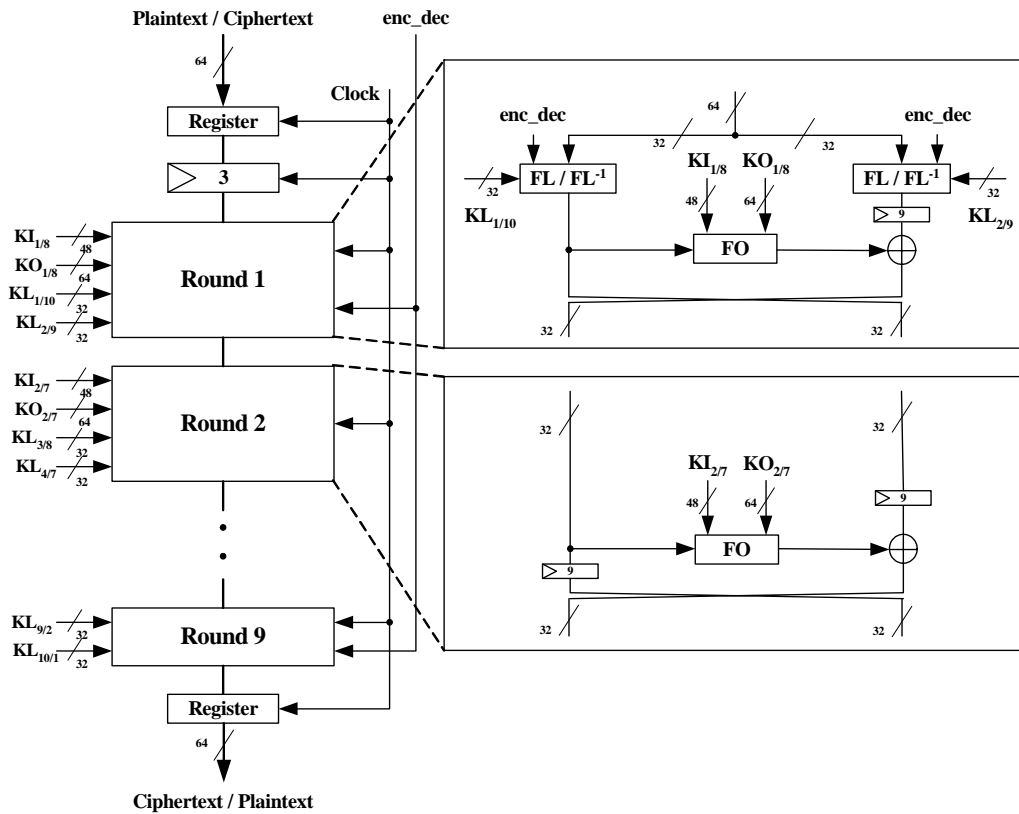 Plaintext / Ciphertext
enc_dec
64
Clock
Register
3
KI1/8
48
KO1/8
64
KL1/10
32
KL2/9
32
Round 1
KI2/7
48
KO2/7
64
KL3/8
32
KL4/7
32
Round 2
KL9/2
32
KL10/1
32
Round 9
Register
64
Ciphertext / Plaintext
64
enc_dec
32
32
enc_dec
KI1/8
KO1/8
FL / FL-1
FL / FL-1
32
KL1/10
48
64
9
32
KL2/9
FO
32
32
32
32
KI2/7
KO2/7
48
64
9
FO
9
32
32